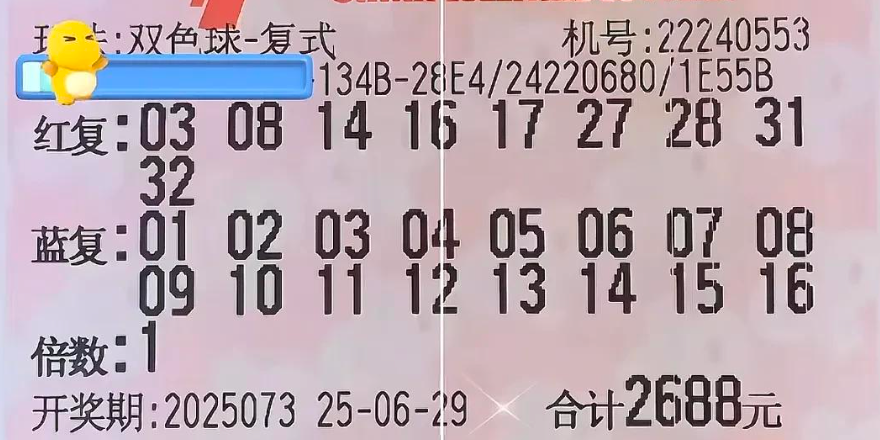 :双色球-复式 机号:22240553
-134B-28E4/24220680/1E55B
红复:03 08 14 16 17 27 28 31
32
蓝复:01 02 03 04 05 06 07 08
09 10 11 12 13 14 15 16
倍数:1
开奖期:2025073 25-06-29 合计2688元